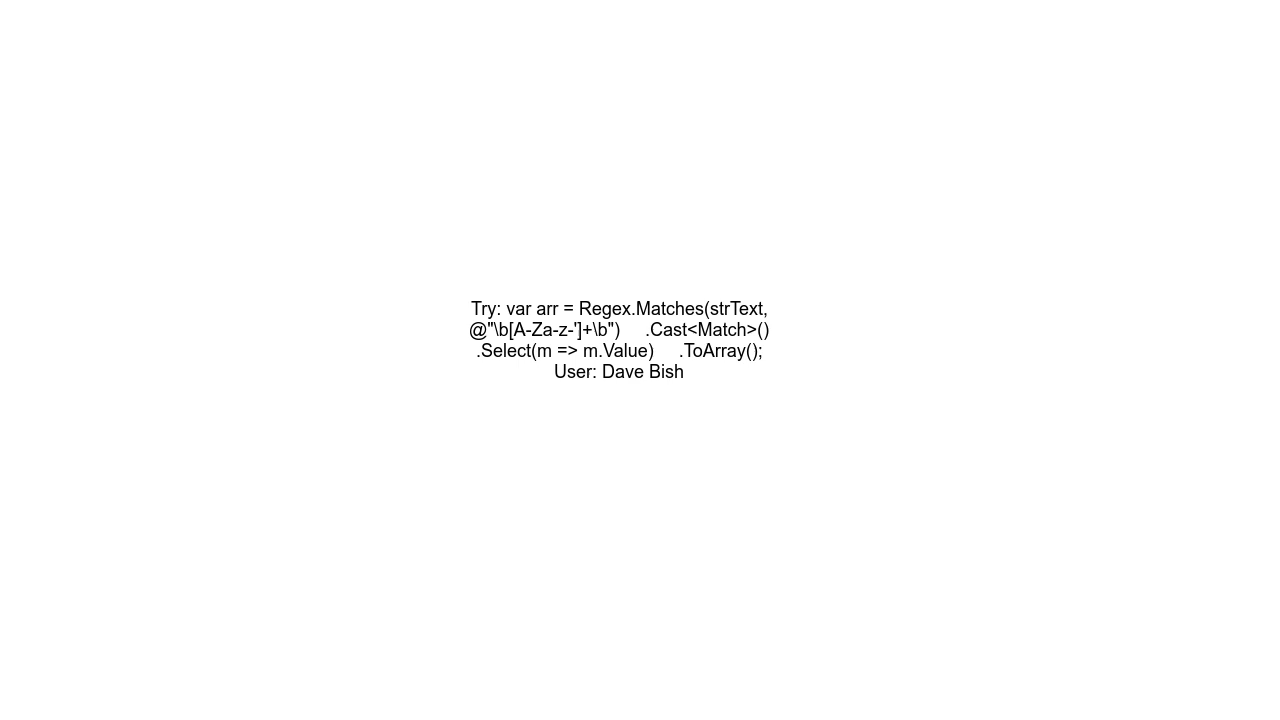 Try: var arr = Regex.Matches(strText,
@"\b[A-Za-z-']+\b")     .Cast<Match>()
.Select(m => m.Value)     .ToArray();
User: Dave Bish